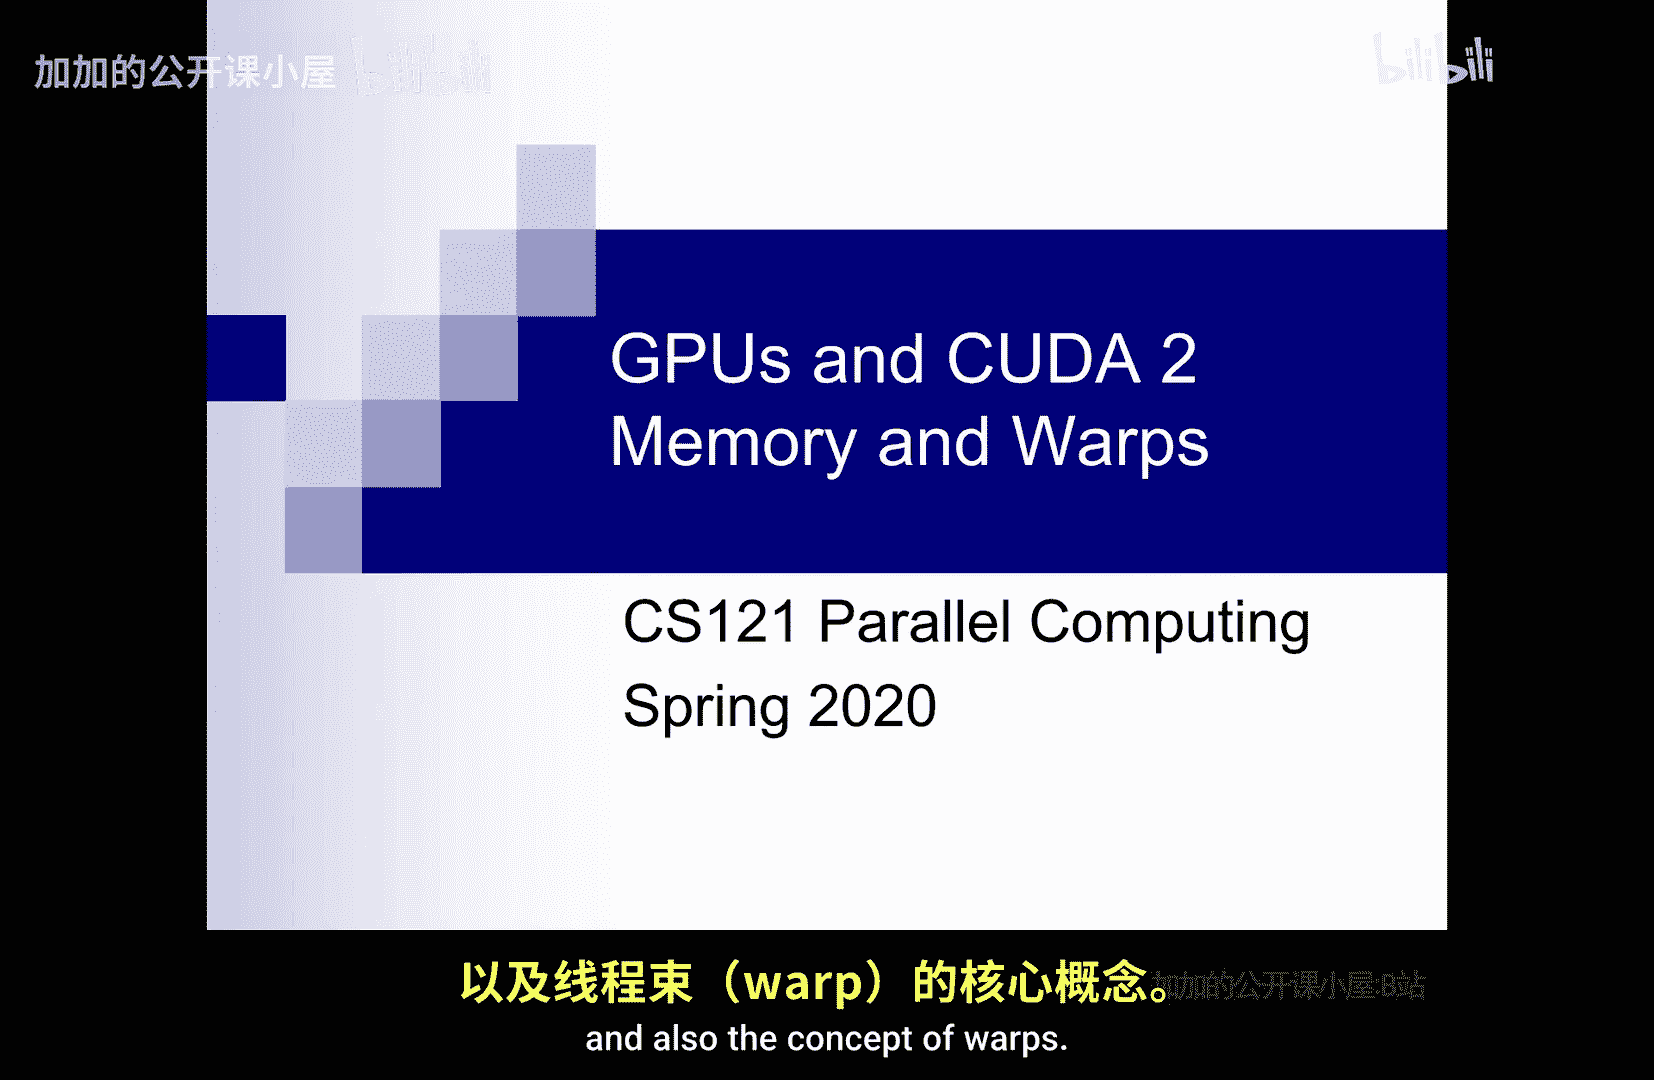 加加的公开课小屋 bilibili
bilibili
GPUs and CUDA 2
Memory and Warps
CS121 Parallel Computing
Spring 2020
以及线程束（warp）的核心概念。
加加的公开课小屋:B站
and also the concept of warps.